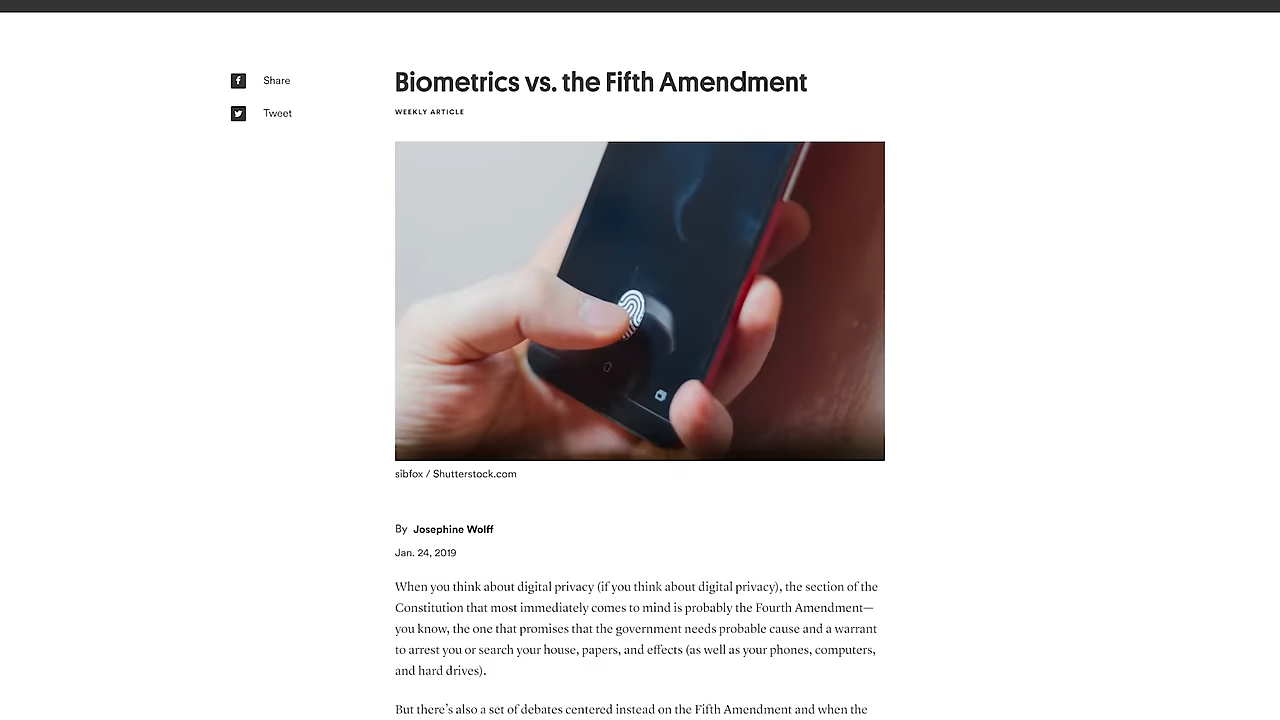 Share
Tweet
Biometrics vs. the Fifth Amendment
WEEKLY ARTICLE
sibfox / Shutterstock.com
By Josephine Wolff
Jan. 24, 2019
When you think about digital privacy (if you think about digital privacy), the section of the
Constitution that most immediately comes to mind is probably the Fourth Amendment—
you know, the one that promises that the government needs probable cause and a warrant
to arrest you or search your house, papers, and effects (as well as your phones, computers,
and hard drives).
But there’s also a set of debates centered instead on the Fifth Amendment and when the